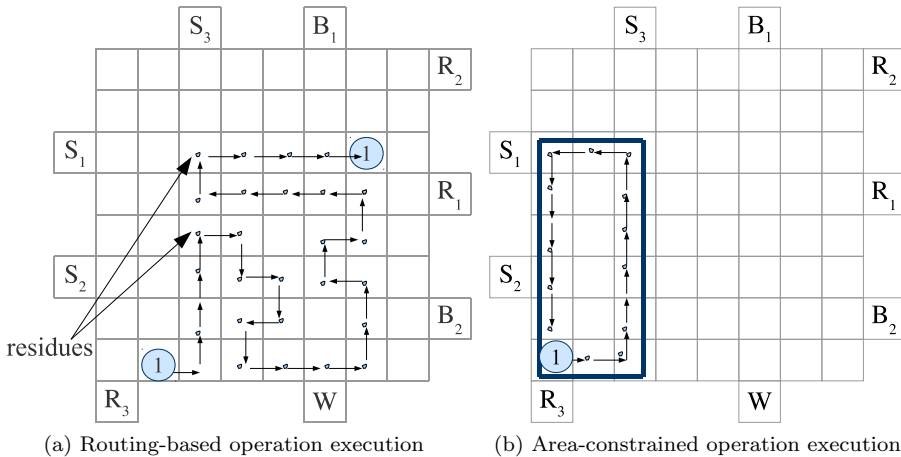 S3 B1
R2
S1 1
R1
S2
B2
residues
1
R3 W
(a) Routing-based operation execution
S3 B1
R2
S1
R1
S2
B2
1
R3 W
(b) Area-constrained operation execution